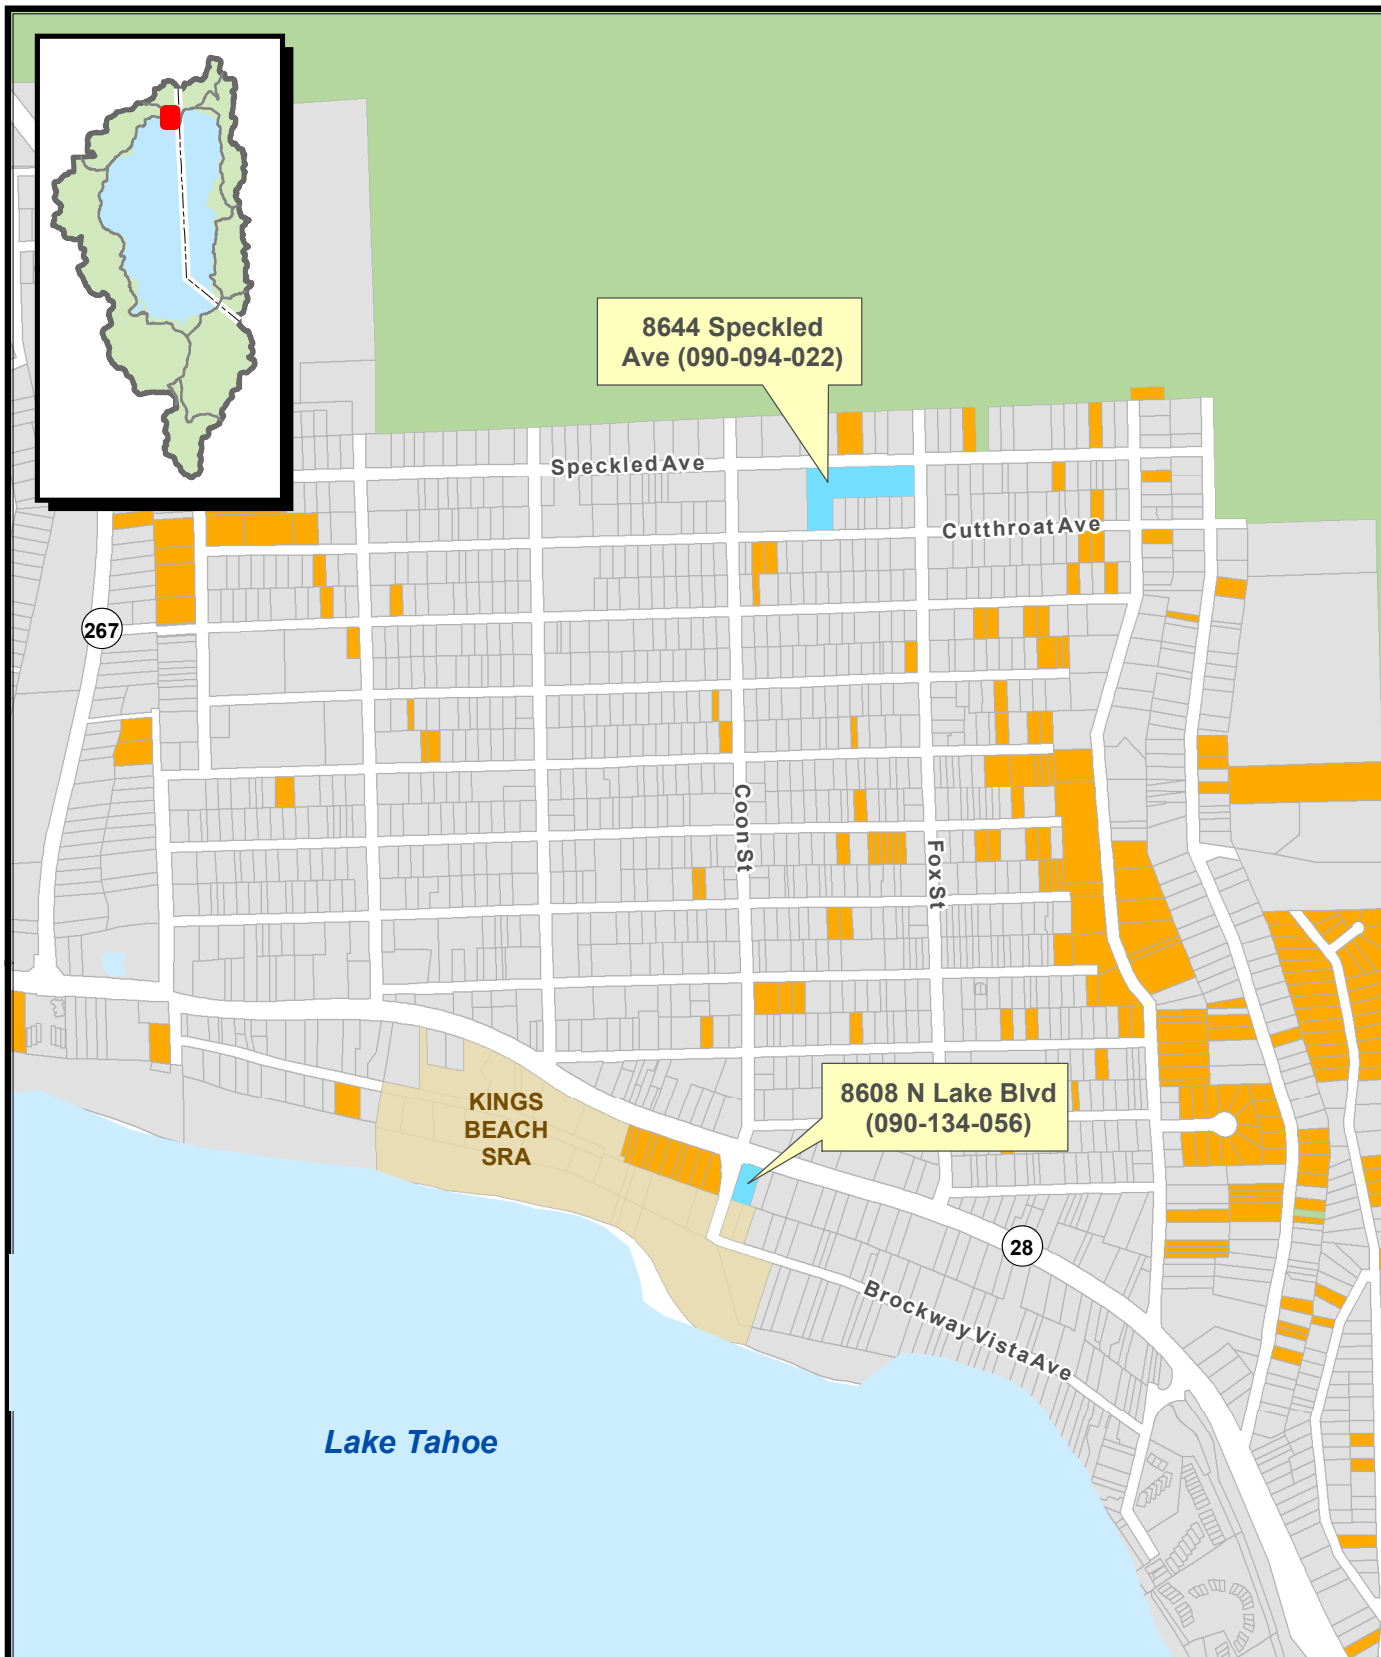 8644 Speckled
Ave (090-094-022)
Speckled Ave
Cutthroat Ave
267
Coon St
Fox St
KINGS
BEACH
SRA
8608 N Lake Blvd
(090-134-056)
28
Brockway Vista Ave
Lake Tahoe